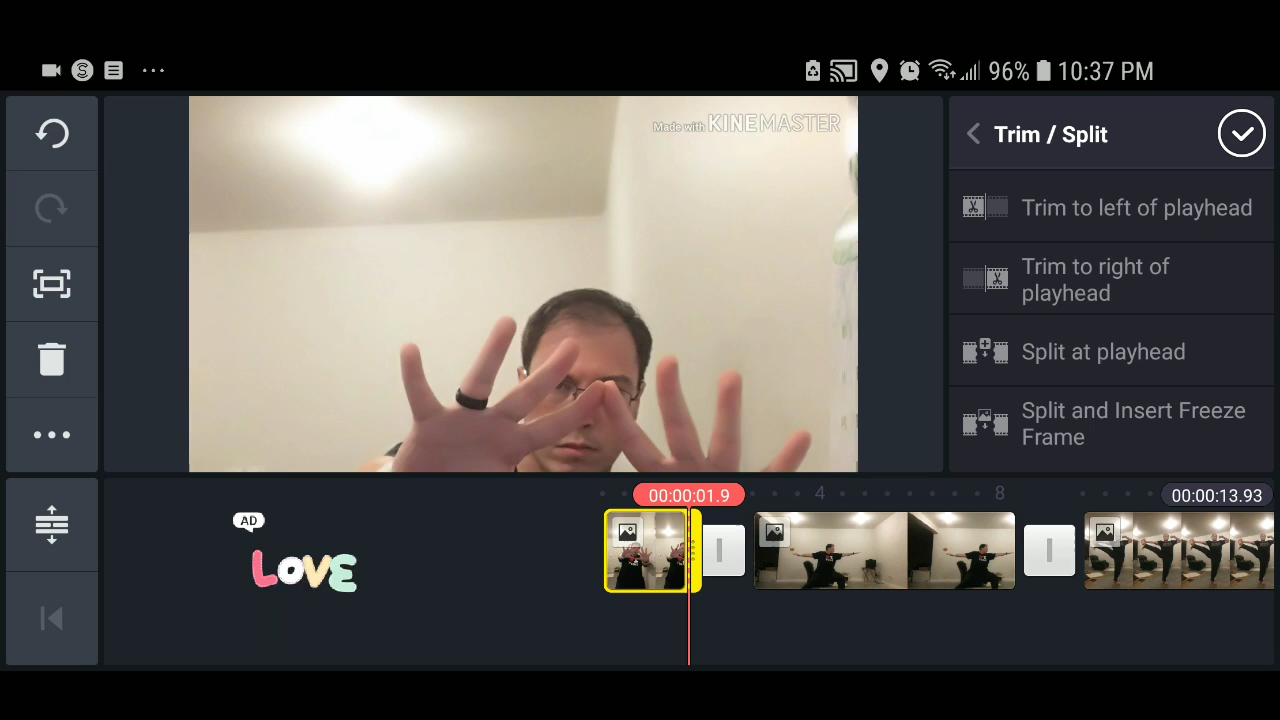 96% 10:37 PM
Made with KINEMASTER
Trim / Split
Trim to left of playhead
Trim to right of
playhead
Split at playhead
Split and Insert Freeze
Frame
00:00:01.9
4
8
00:00:13.93
AD
LOVE